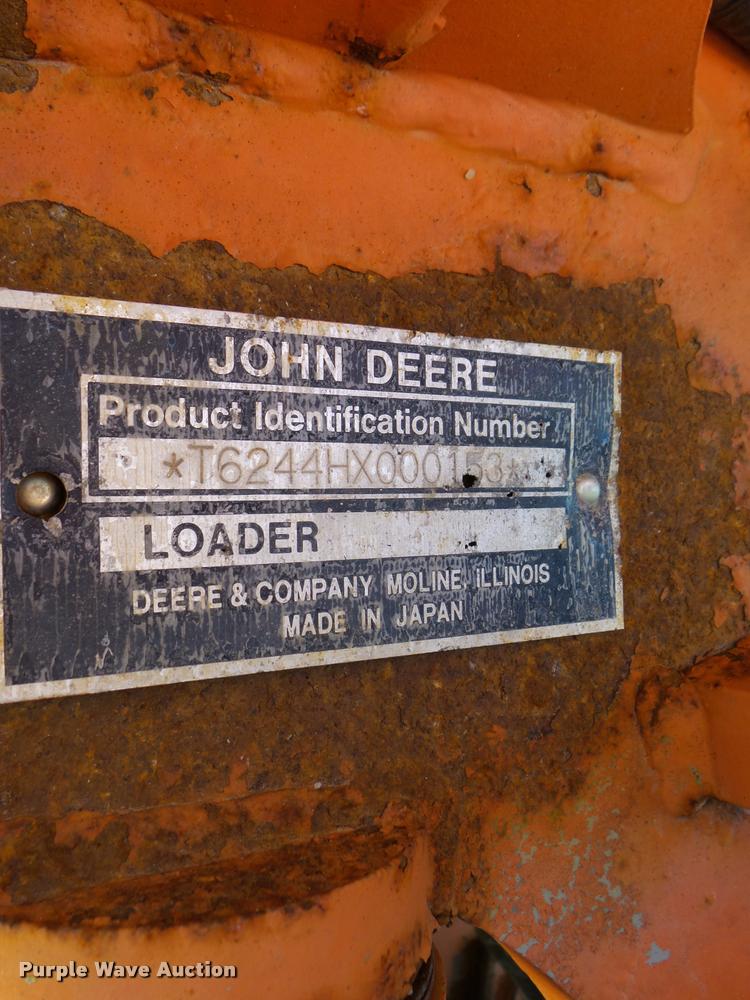 JOHN DEERE
Product Identification Number
*T6244HX000153*
LOADER
DEERE & COMPANY MOLINE, ILLINOIS
MADE IN JAPAN
Purple Wave Auction